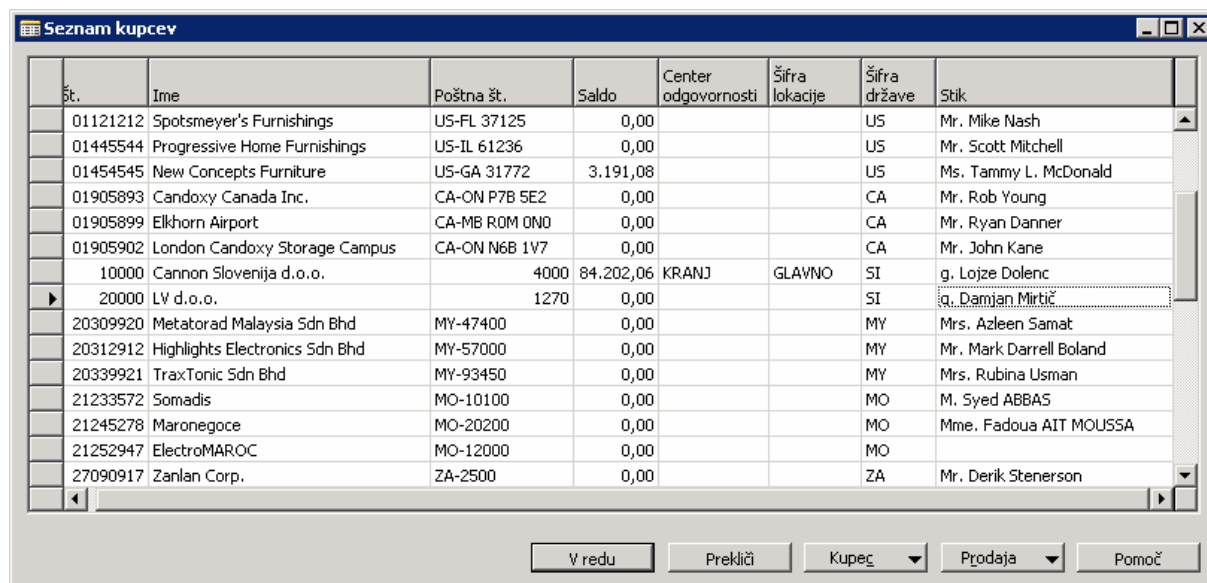 Seznam kupcev
Št. Ime Poštna št. Saldo Center odgovornosti Šifra lokacije Šifra države Stik
01121212 Spotsmeyer's Furnishings US-FL 37125 0,00 US Mr. Mike Nash
01445544 Progressive Home Furnishings US-IL 61236 0,00 US Mr. Scott Mitchell
01454545 New Concepts Furniture US-GA 31772 3.191,08 US Ms. Tammy L. McDonald
01905893 Candoxy Canada Inc. CA-ON P7B 5E2 0,00 CA Mr. Rob Young
01905899 Elkhorn Airport CA-MB R0M 0N0 0,00 CA Mr. Ryan Danner
01905902 London Candoxy Storage Campus CA-ON N6B 1V7 0,00 CA Mr. John Kane
10000 Cannon Slovenija d.o.o. 4000 84.202,06 KRANJ GLAVNO SI g. Lojze Dolenc
20000 LV d.o.o. 1270 0,00 SI g. Damjan Mirtič
20309920 Metatorad Malaysia Sdn Bhd MY-47400 0,00 MY Mrs. Azleen Samat
20312912 Highlights Electronics Sdn Bhd MY-57000 0,00 MY Mr. Mark Darrell Boland
20339921 TraxTonic Sdn Bhd MY-93450 0,00 MY Mrs. Rubina Usman
21233572 Somadis MO-10100 0,00 MO M. Syed ABBAS
21245278 Maronegoce MO-20200 0,00 MO Mme. Fadoua AIT MOUSSA
21252947 ElectroMAROC MO-12000 0,00 MO
27090917 Zanlan Corp. ZA-2500 0,00 ZA Mr. Derik Stenerson
V redu Prekliči Kupec Prodaja Pomoč